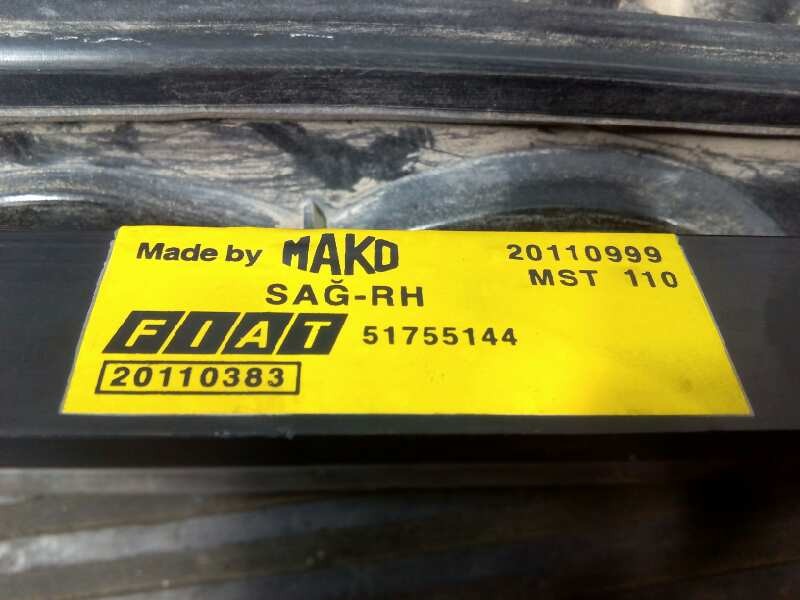 Made by MAKO 20110999
MST 110
SAĞ-RH
FIAT 51755144
20110383